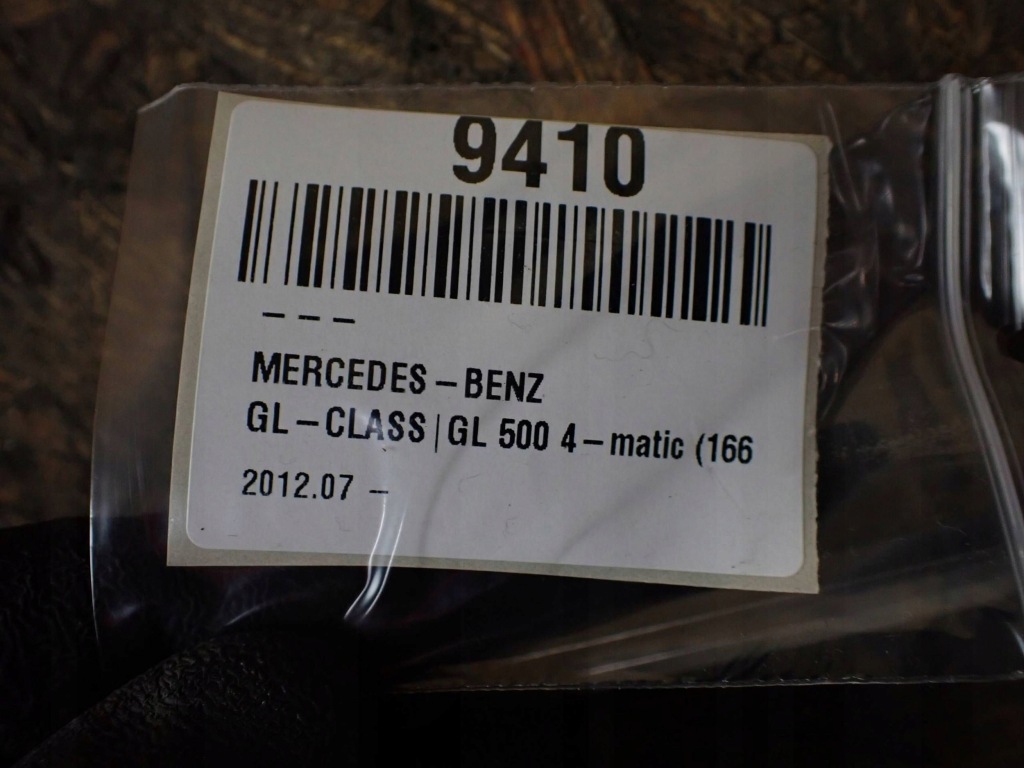 9410
– – –
MERCEDES – BENZ
GL – CLASS | GL 500 4 – matic (166
2012.07 –